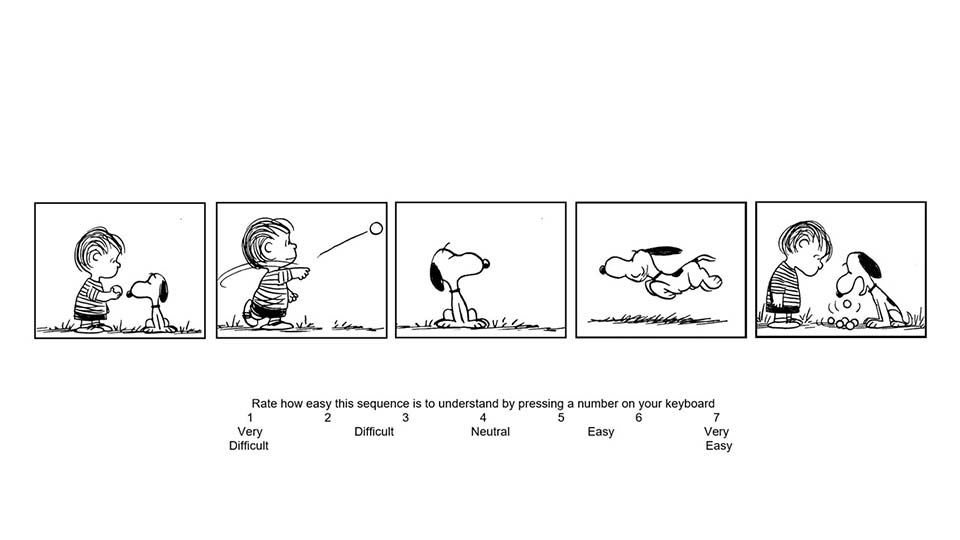 Rate how easy this sequence is to understand by pressing a number on your keyboard
1 2 3 4 5 6 7
Very Difficult Neutral Easy Very
Difficult Easy